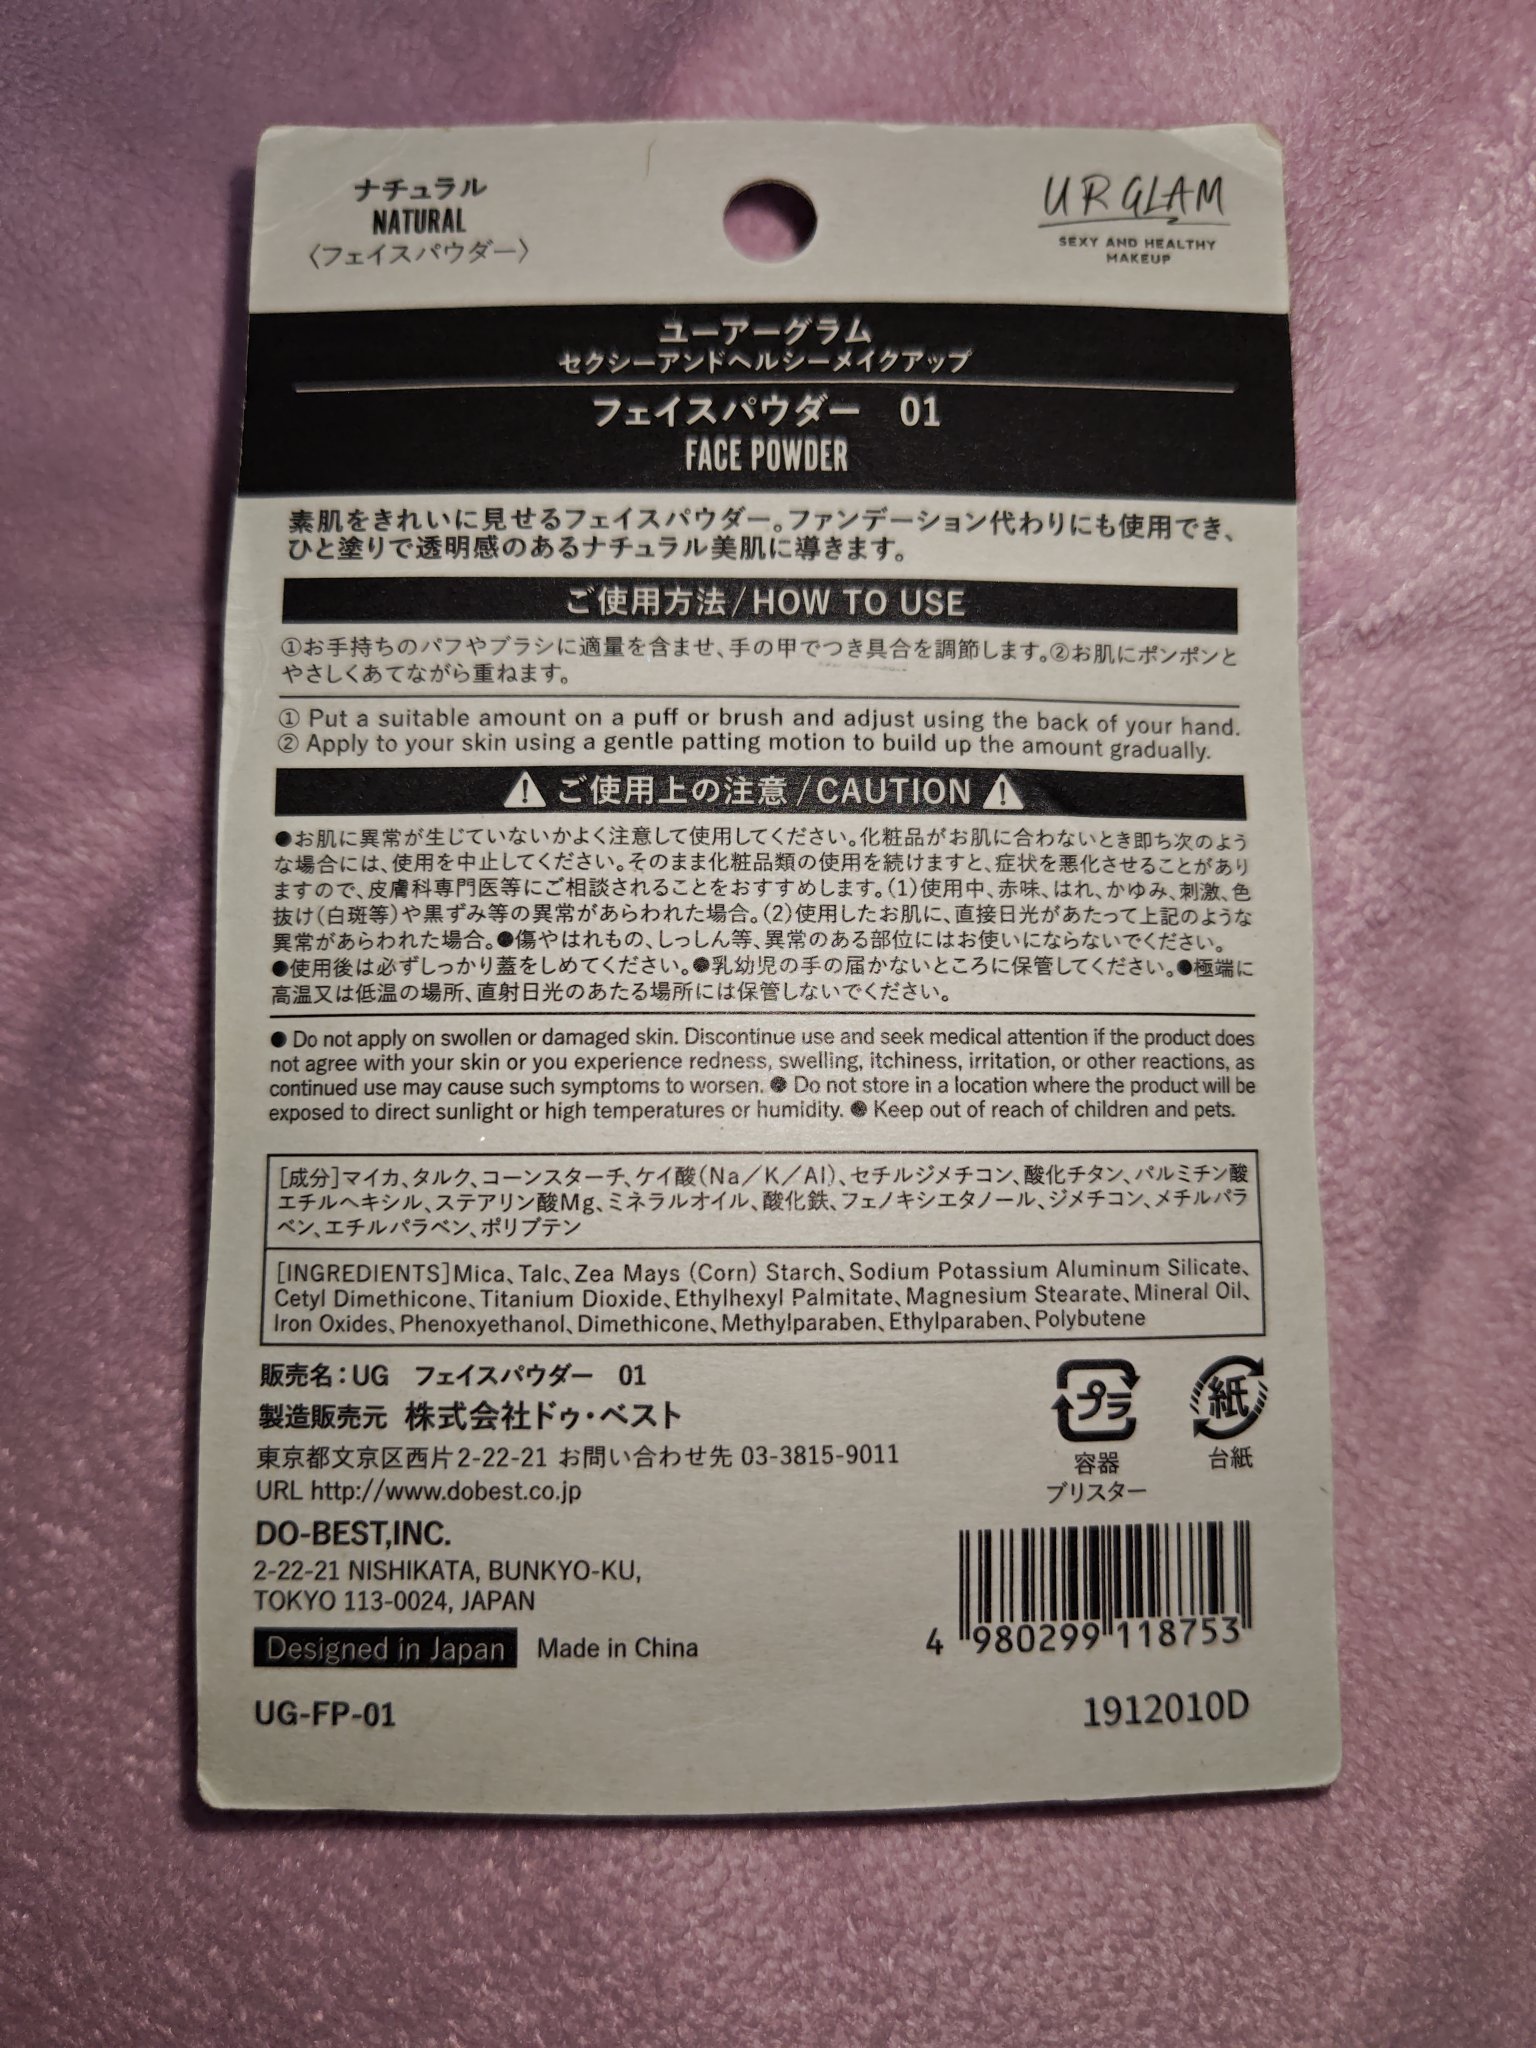 ナチュラル
NATURAL
〈フェイスパウダー〉
UR GLAM
SEXY AND HEALTHY
MAKEUP
ユーアーグラム
セクシーアンドヘルシーメイクアップ
フェイスパウダー 01
FACE POWDER
素肌をきれいに見せるフェイスパウダー。ファンデーション代わりにも使用でき、
ひと塗りで透明感のあるナチュラル美肌に導きます。
ご使用方法/HOW TO USE
①お手持ちのパフやブラシに適量を含ませ、手の甲でつき具合を調節します。②お肌にポンポンと
やさしくあてながら重ねます。
① Put a suitable amount on a puff or brush and adjust using the back of your hand.
② Apply to your skin using a gentle patting motion to build up the amount gradually.
⚠ ご使用上の注意/CAUTION ⚠
●お肌に異常が生じていないかよく注意して使用してください。化粧品がお肌に合わないとき即ち次のよう
な場合には、使用を中止してください。そのまま化粧品類の使用を続けますと、症状を悪化させることがあり
ますので、皮膚科専門医等にご相談されることをおすすめします。(1)使用中、赤味、はれ、かゆみ、刺激、色
抜け(白斑等)や黒ずみ等の異常があらわれた場合。(2)使用したお肌に、直接日光があたって上記のような
異常があらわれた場合。●傷やはれもの、しっしん等、異常のある部位にはお使いにならないでください。
●使用後は必ずしっかり蓋をしめてください。●乳幼児の手の届かないところに保管してください。●極端に
高温又は低温の場所、直射日光のあたる場所には保管しないでください。
● Do not apply on swollen or damaged skin. Discontinue use and seek medical attention if the product does
not agree with your skin or you experience redness, swelling, itchiness, irritation, or other reactions, as
continued use may cause such symptoms to worsen. ● Do not store in a location where the product will be
exposed to direct sunlight or high temperatures or humidity. ● Keep out of reach of children and pets.
[成分]マイカ、タルク、コーンスターチ、ケイ酸(Na/K/Al)、セチルジメチコン、酸化チタン、パルミチン酸
エチルヘキシル、ステアリン酸Mg、ミネラルオイル、酸化鉄、フェノキシエタノール、ジメチコン、メチルパラ
ベン、エチルパラベン、ポリブテン
[INGREDIENTS]Mica、Talc、Zea Mays (Corn) Starch、Sodium Potassium Aluminum Silicate、
Cetyl Dimethicone、Titanium Dioxide、Ethylhexyl Palmitate、Magnesium Stearate、Mineral Oil、
Iron Oxides、Phenoxyethanol、Dimethicone、Methylparaben、Ethylparaben、Polybutene
販売名:UG フェイスパウダー 01
製造販売元 株式会社ドゥ・ベスト
東京都文京区西片2-22-21 お問い合わせ先 03-3815-9011
URL http://www.dobest.co.jp
プラ
容器
ブリスター
紙
台紙
DO-BEST,INC.
2-22-21 NISHIKATA, BUNKYO-KU,
TOKYO 113-0024, JAPAN
Designed in Japan Made in China
4 980299 118753
UG-FP-01
1912010D